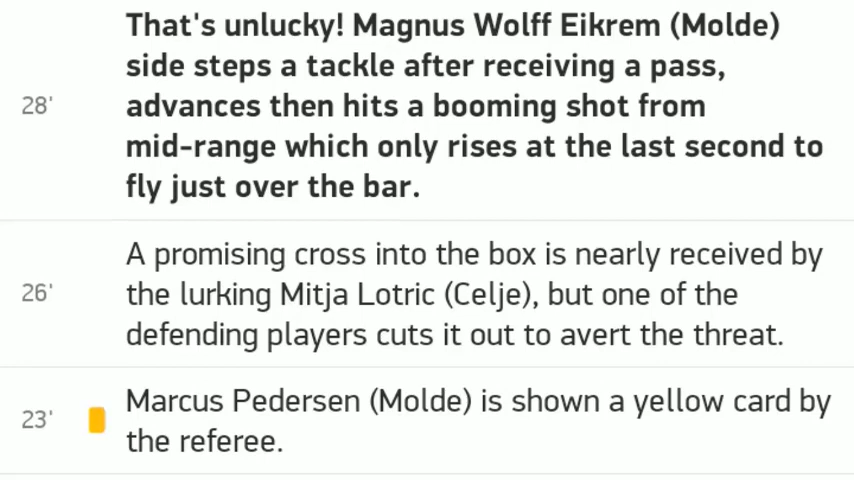 That's unlucky! Magnus Wolff Eikrem (Molde)
side steps a tackle after receiving a pass,
28' advances then hits a booming shot from
mid-range which only rises at the last second to
fly just over the bar.
A promising cross into the box is nearly received by
26' the lurking Mitja Lotric (Celje), but one of the
defending players cuts it out to avert the threat.
23' Marcus Pedersen (Molde) is shown a yellow card by
the referee.